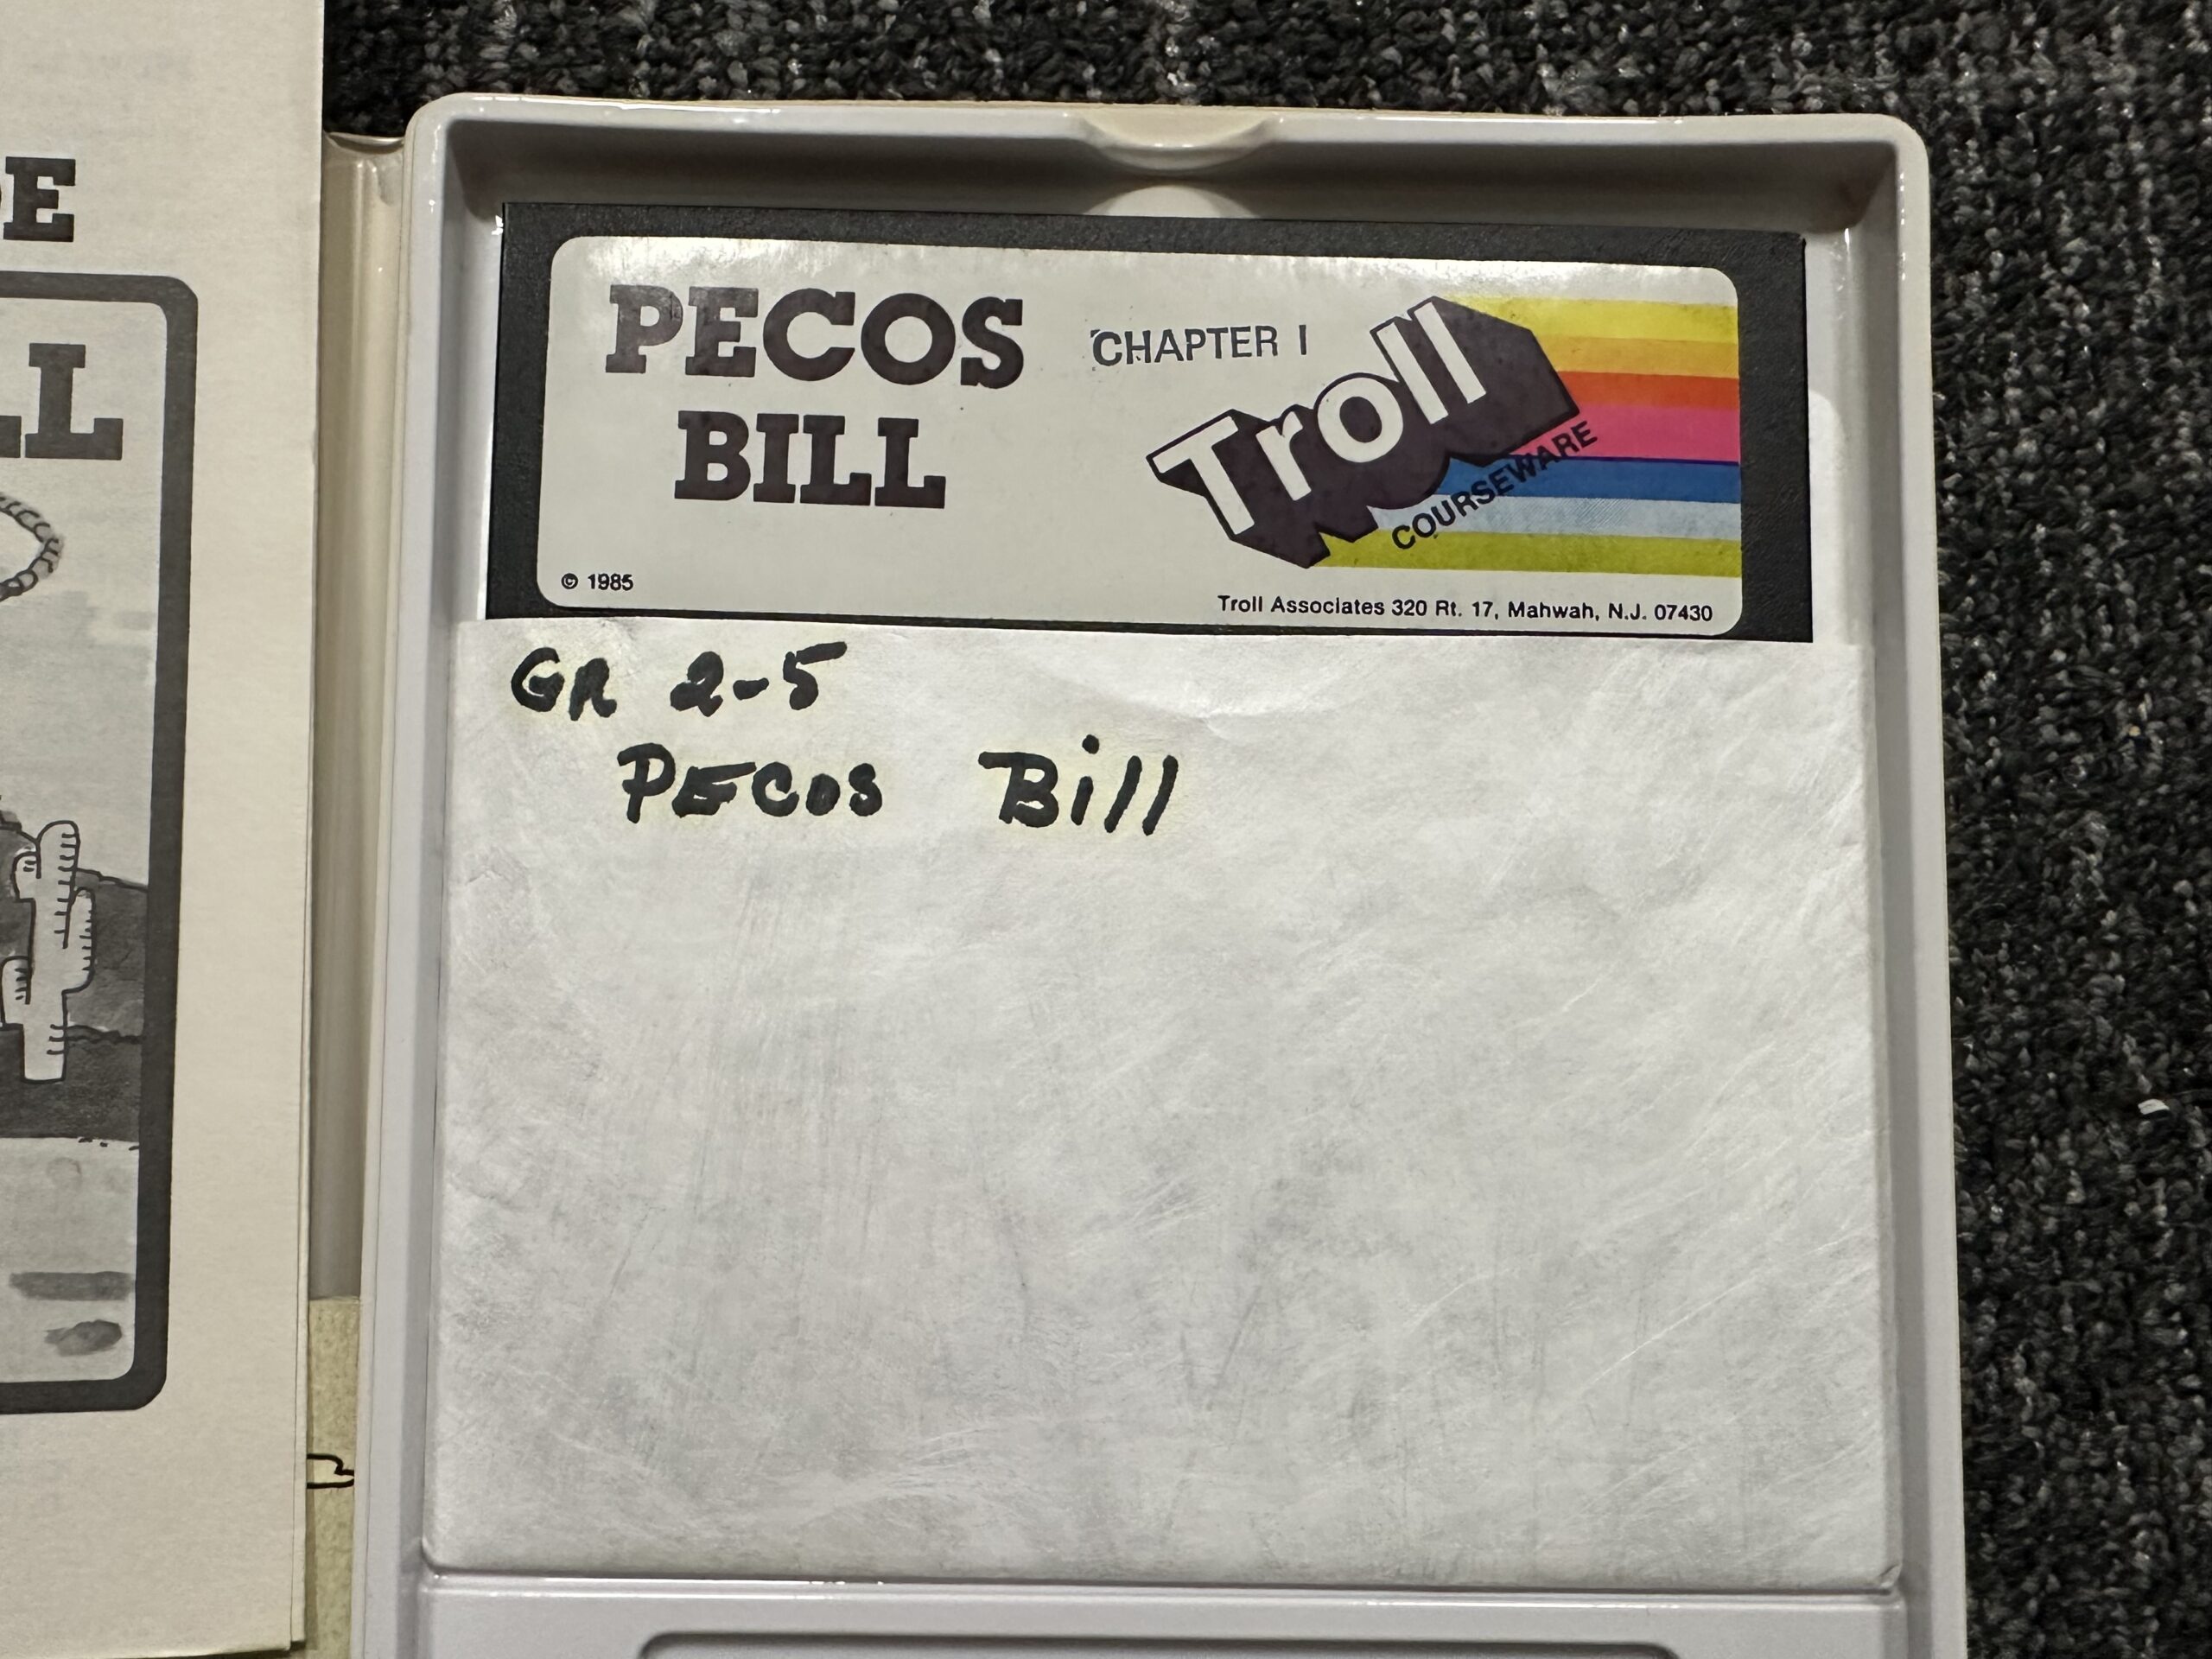 PECOS
BILL
CHAPTER I
Troll
COURSEWARE
© 1985
Troll Associates 320 Rt. 17, Mahwah, N.J. 07430
GR 2-5
PECOS Bill